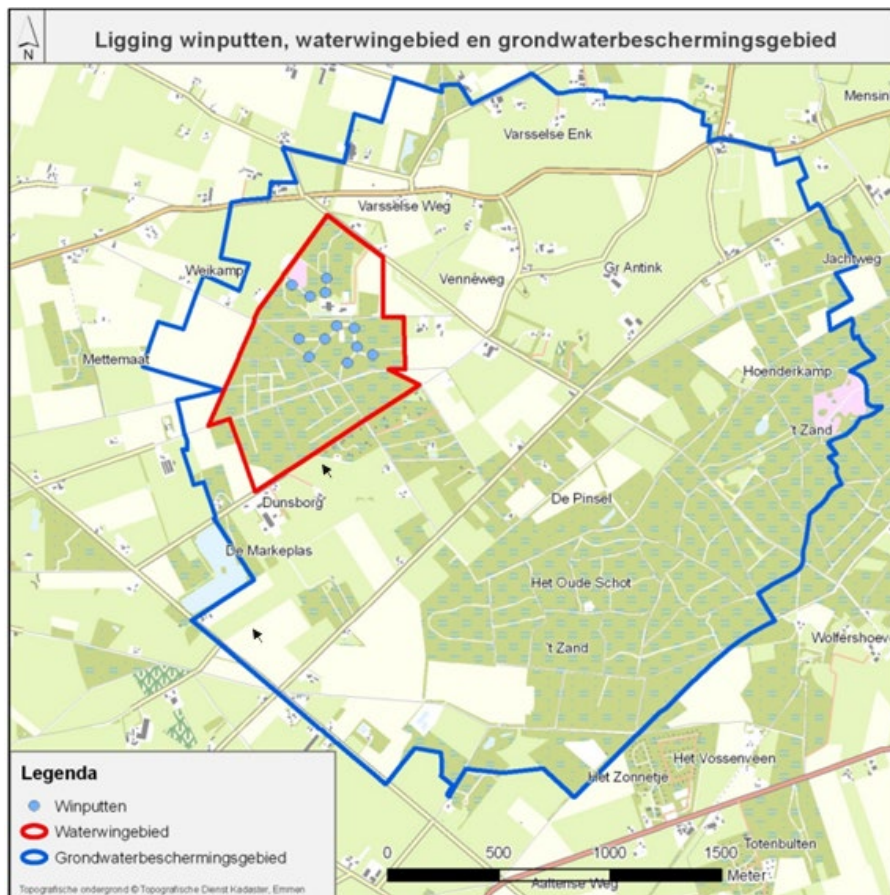 N
Ligging winputten, waterwingebied en grondwaterbeschermingsgebied
Mensin
Varsselse Enk
Varsselse Weg
Weikamp
Venneweg
Gr Antink
Jachtweg
Mettemaat
Hoenderkamp
't Zand
Dunsborg
De Pinsel
De Markeplas
Het Oude Schot
't Zand
Wolfershoeve
Het Vossenveen
Het Zonnetje
Legenda
Winputten
Waterwingebied
Grondwaterbeschermingsgebied
Totenbulten
0 500 1000 1500
Meter
Aaltense Weg
Topografische ondergrond © Topografische Dienst Kadaster, Emmen